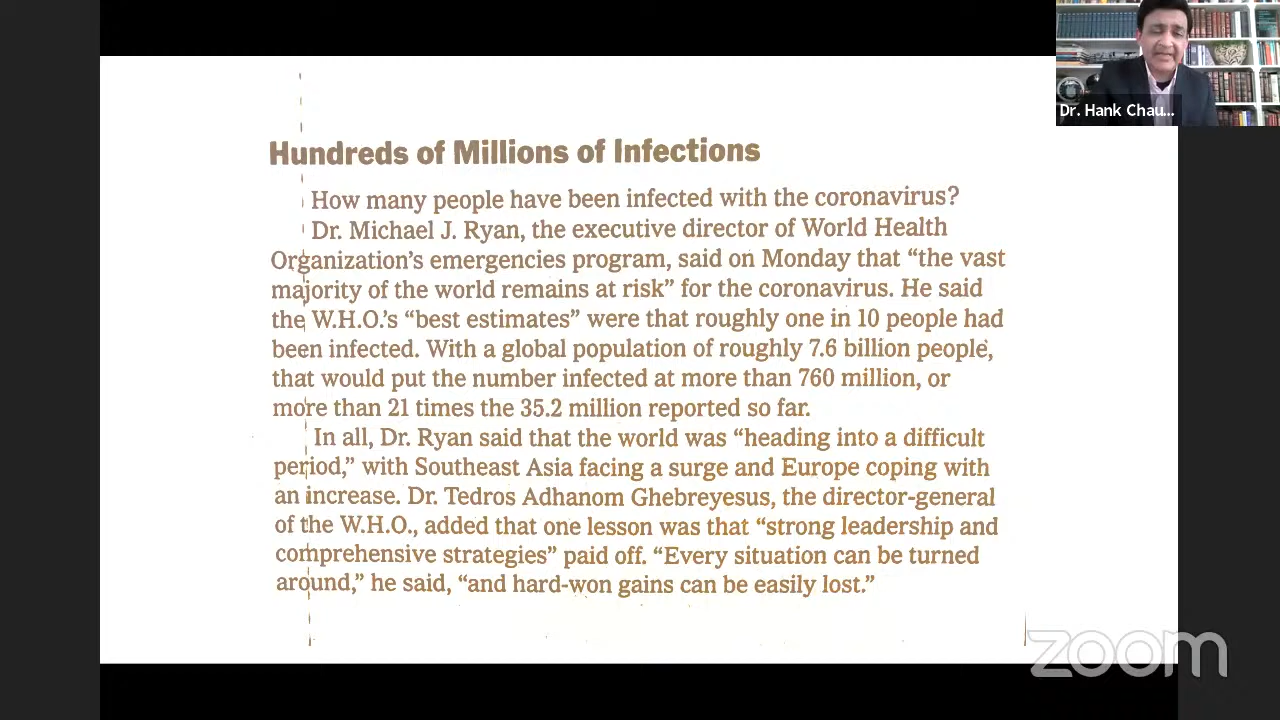 Dr. Hank Chau...
Hundreds of Millions of Infections
How many people have been infected with the coronavirus?
Dr. Michael J. Ryan, the executive director of World Health
Organization’s emergencies program, said on Monday that “the vast
majority of the world remains at risk” for the coronavirus. He said
the W.H.O.’s “best estimates” were that roughly one in 10 people had
been infected. With a global population of roughly 7.6 billion people,
that would put the number infected at more than 760 million, or
more than 21 times the 35.2 million reported so far.
In all, Dr. Ryan said that the world was “heading into a difficult
period,” with Southeast Asia facing a surge and Europe coping with
an increase. Dr. Tedros Adhanom Ghebreyesus, the director-general
of the W.H.O., added that one lesson was that “strong leadership and
comprehensive strategies” paid off. “Every situation can be turned
around,” he said, “and hard-won gains can be easily lost.”
zoom